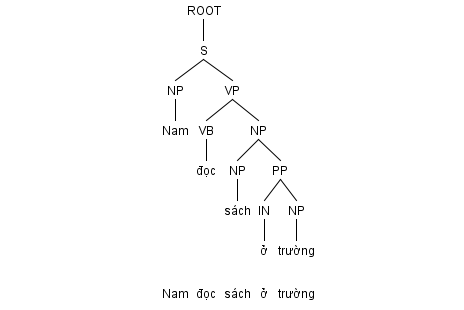 ROOT
S
NP VP
Nam VB NP
đọc NP PP
sách IN NP
ở trường
Nam đọc sách ở trường